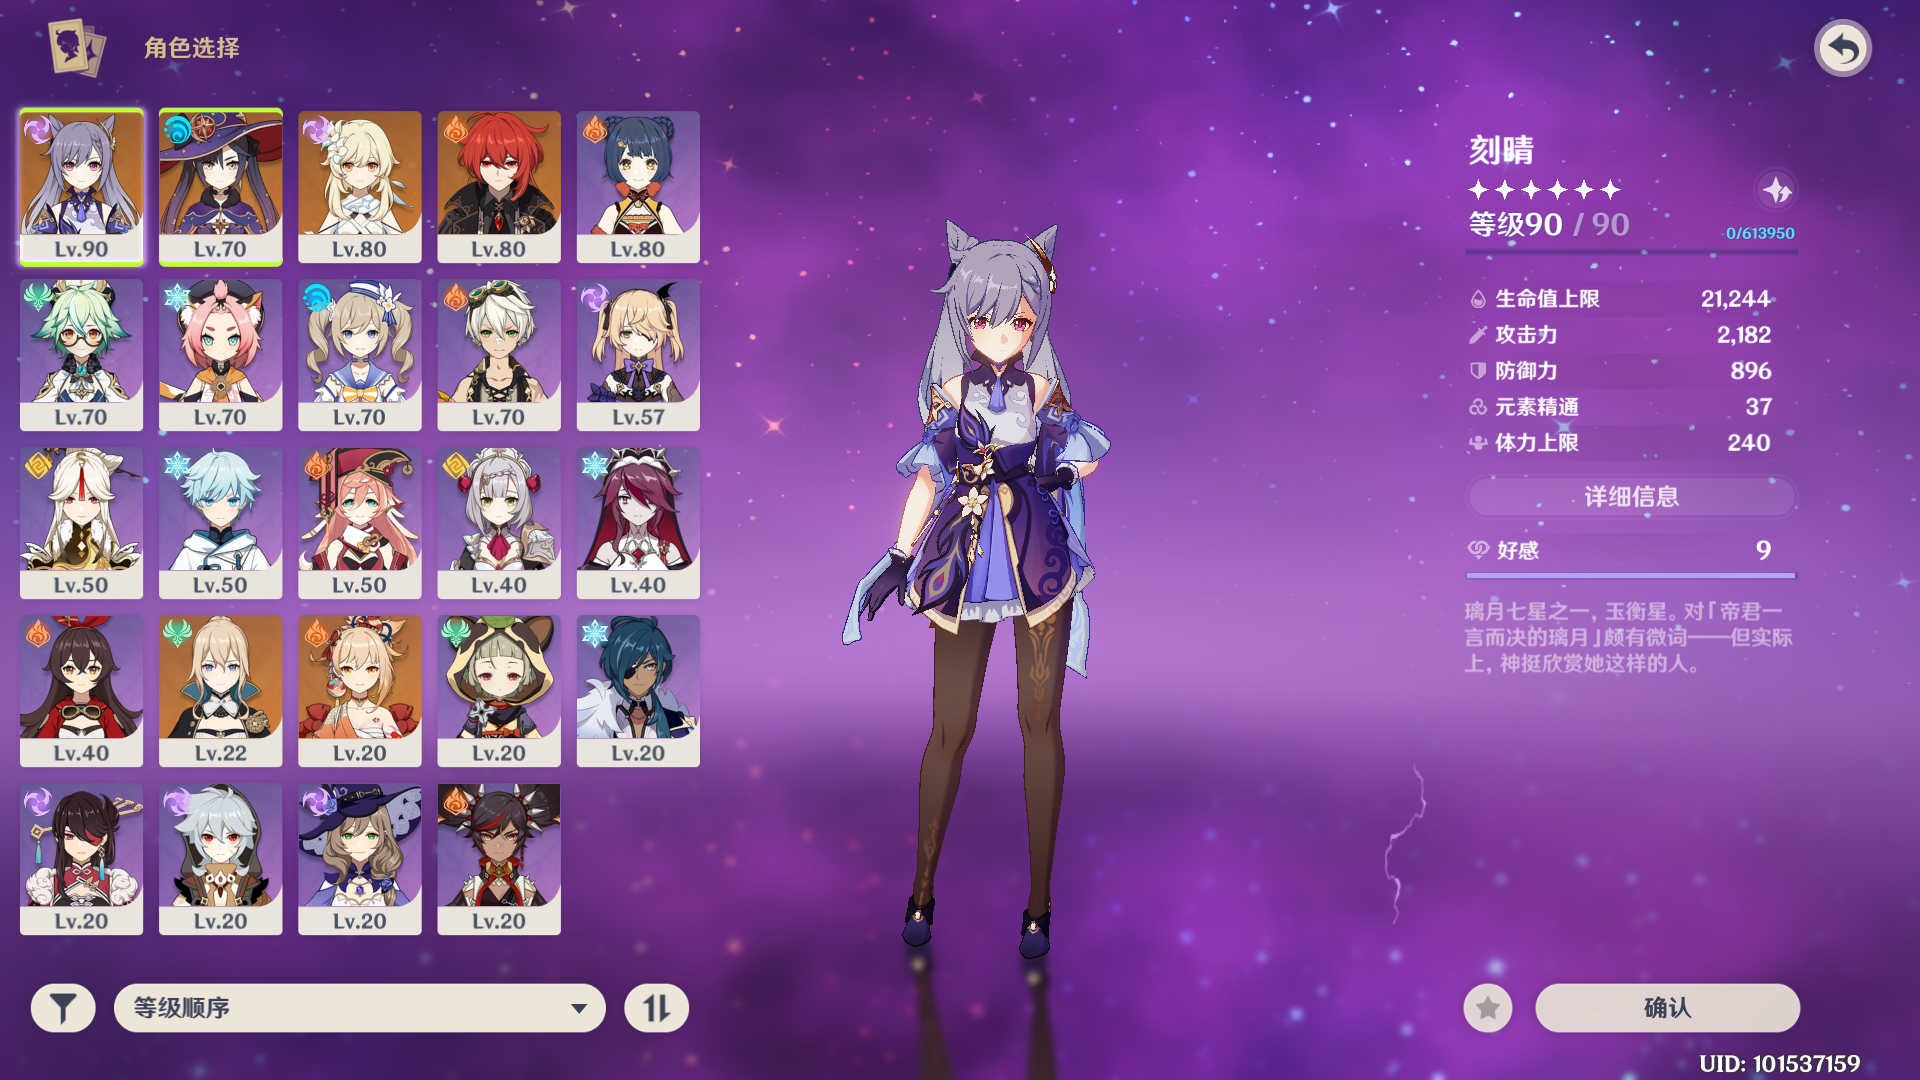 角色选择
Lv.90
Lv.70
Lv.80
Lv.80
Lv.80
Lv.70
Lv.70
Lv.70
Lv.70
Lv.57
Lv.50
Lv.50
Lv.50
Lv.40
Lv.40
Lv.40
Lv.22
Lv.20
Lv.20
Lv.20
Lv.20
Lv.20
Lv.20
Lv.20
等级顺序
刻晴
等级90 / 90
0/613950
生命值上限 21,244
攻击力 2,182
防御力 896
元素精通 37
体力上限 240
详细信息
好感 9
璃月七星之一，玉衡星。对「帝君一
言而决的璃月」颇有微词——但实际
上，神挺欣赏她这样的人。
确认
UID: 101537159